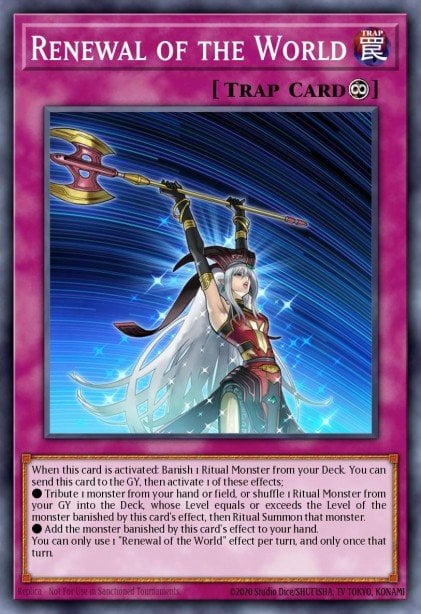 RENEWAL OF THE WORLD
TRAP
罠
[TRAP CARD]
When this card is activated: Banish 1 Ritual Monster from your Deck. You can
send this card to the GY, then activate 1 of these effects;
● Tribute 1 monster from your hand or field, or shuffle 1 Ritual Monster from
your GY into the Deck, whose Level equals or exceeds the Level of the
monster banished by this card's effect, then Ritual Summon that monster.
● Add the monster banished by this card's effect to your hand.
You can only use 1 "Renewal of the World" effect per turn, and only once that
turn.
Replica - Not For Use in Sanctioned Tournaments
©2020 Studio Dice/SHUEISHA, TV TOKYO, KONAMI